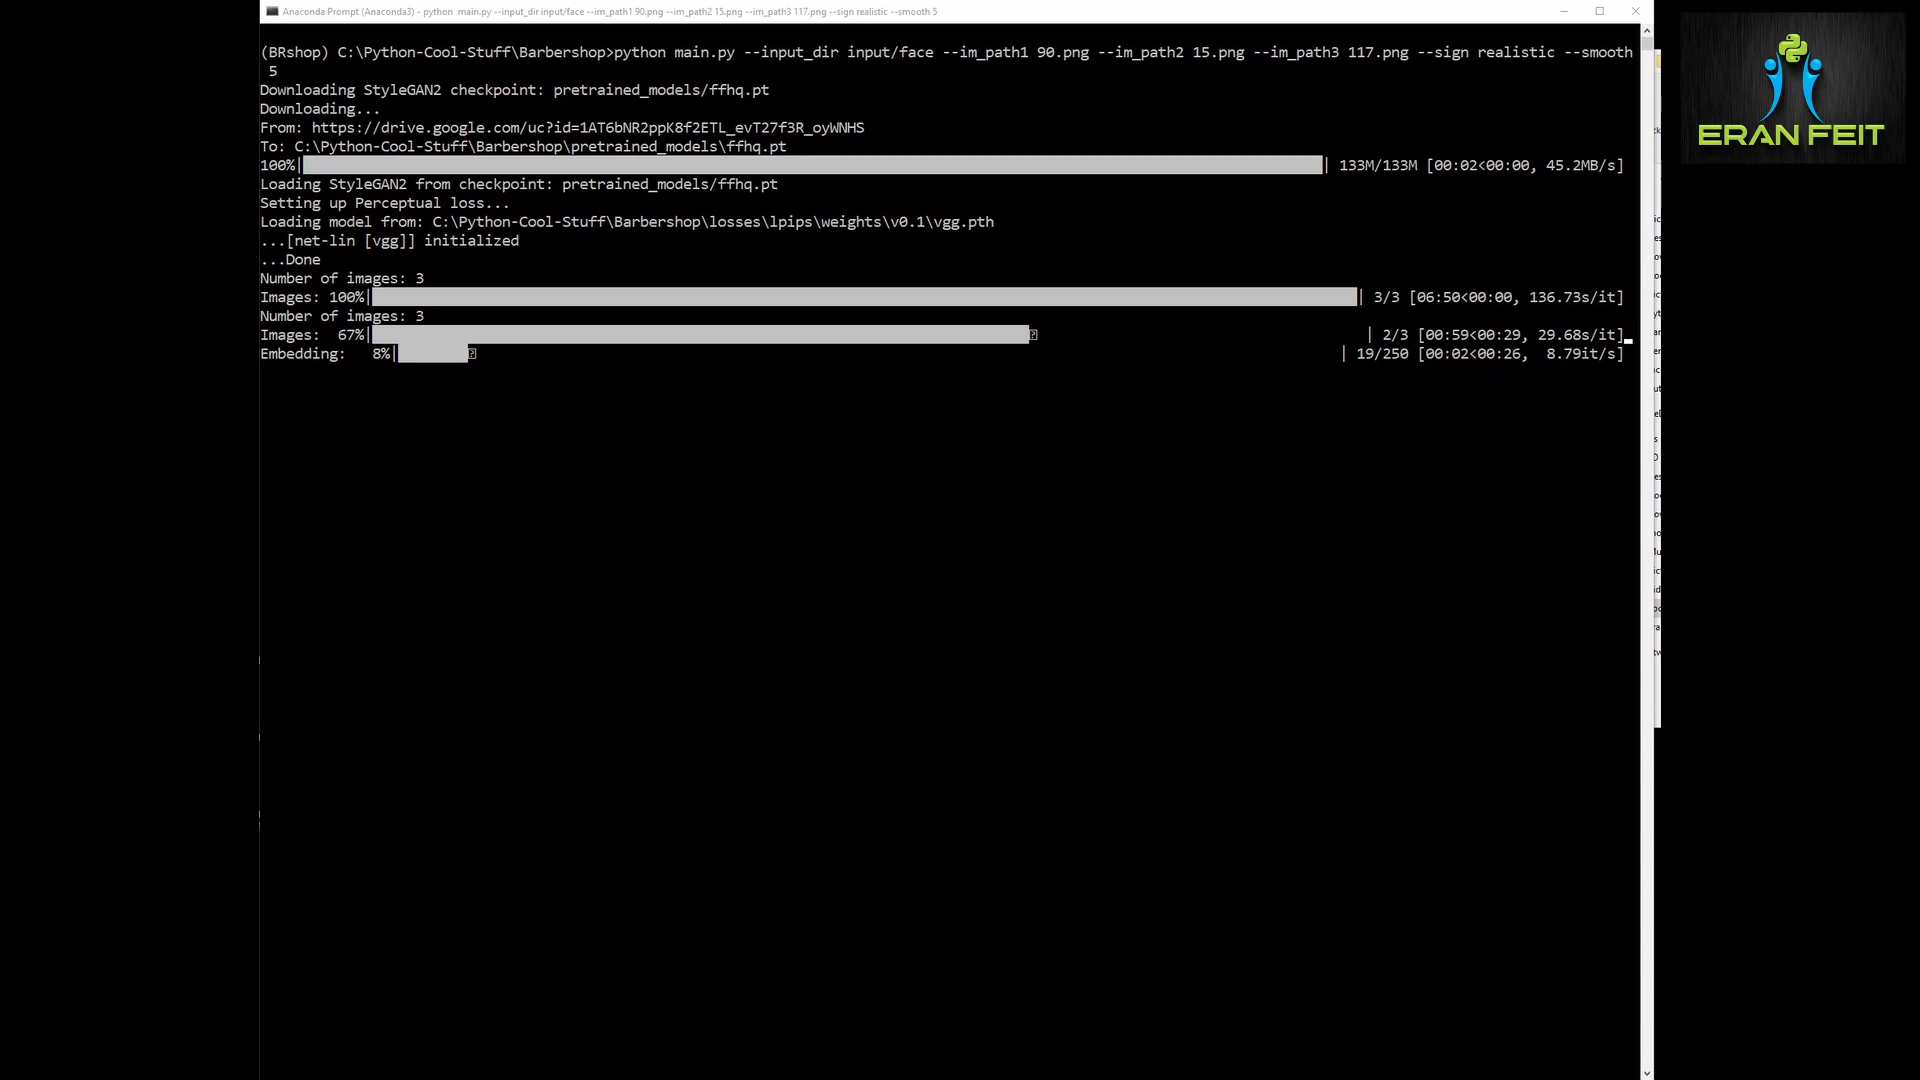 Anaconda Prompt (Anaconda3) - python  main.py --input_dir input/face --im_path1 90.png --im_path2 15.png --im_path3 117.png --sign realistic --smooth 5
(BRshop) C:\Python-Cool-Stuff\Barbershop>python main.py --input_dir input/face --im_path1 90.png --im_path2 15.png --im_path3 117.png --sign realistic --smooth
5
Downloading StyleGAN2 checkpoint: pretrained_models/ffhq.pt
Downloading...
From: https://drive.google.com/uc?id=1AT6bNR2ppK8f2ETL_evT27f3R_oyWNHS
To: C:\Python-Cool-Stuff\Barbershop\pretrained_models\ffhq.pt
100%| | 133M/133M [00:02<00:00, 45.2MB/s]
Loading StyleGAN2 from checkpoint: pretrained_models/ffhq.pt
Setting up Perceptual loss...
Loading model from: C:\Python-Cool-Stuff\Barbershop\losses\lpips\weights\v0.1\vgg.pth
...[net-lin [vgg]] initialized
...Done
Number of images: 3
Images: 100%| | 3/3 [06:50<00:00, 136.73s/it]
Number of images: 3
Images:  67%| | 2/3 [00:59<00:29, 29.68s/it]
Embedding:   8%| | 19/250 [00:02<00:26,  8.79it/s]
ERAN FEIT